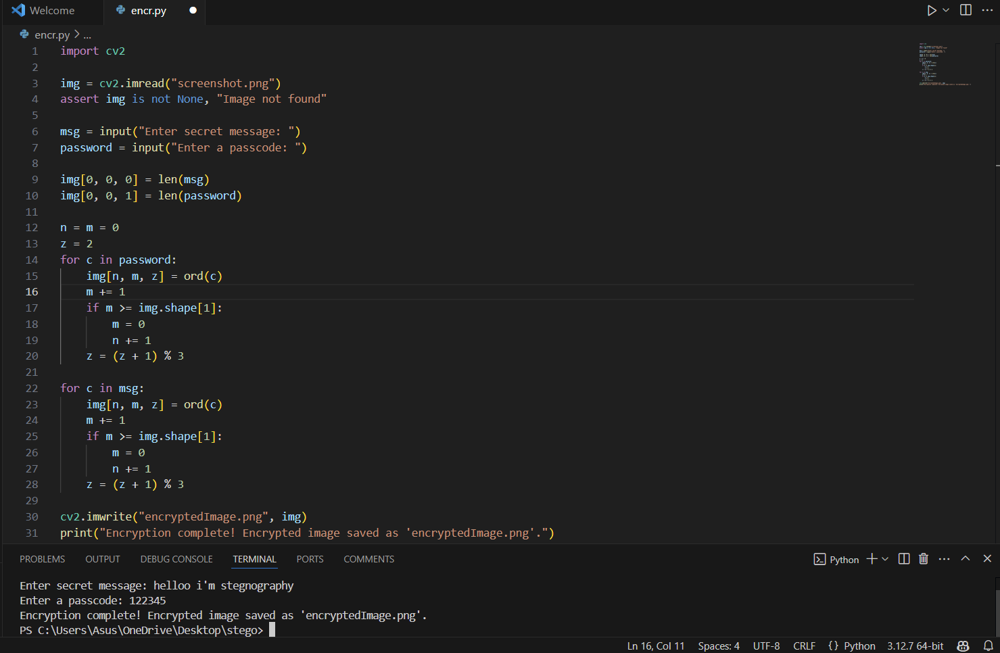 Welcome encr.py
encr.py > ...
1 import cv2
2
3 img = cv2.imread("screenshot.png")
4 assert img is not None, "Image not found"
5
6 msg = input("Enter secret message: ")
7 password = input("Enter a passcode: ")
8
9 img[0, 0, 0] = len(msg)
10 img[0, 0, 1] = len(password)
11
12 n = m = 0
13 z = 2
14 for c in password:
15     img[n, m, z] = ord(c)
16     m += 1
17     if m >= img.shape[1]:
18         m = 0
19         n += 1
20     z = (z + 1) % 3
21
22 for c in msg:
23     img[n, m, z] = ord(c)
24     m += 1
25     if m >= img.shape[1]:
26         m = 0
27         n += 1
28     z = (z + 1) % 3
29
30 cv2.imwrite("encryptedImage.png", img)
31 print("Encryption complete! Encrypted image saved as 'encryptedImage.png'.")
PROBLEMS OUTPUT DEBUG CONSOLE TERMINAL PORTS COMMENTS Python
Enter secret message: helloo i'm stegnography
Enter a passcode: 122345
Encryption complete! Encrypted image saved as 'encryptedImage.png'.
PS C:\Users\Asus\OneDrive\Desktop\stego>
Ln 16, Col 11 Spaces: 4 UTF-8 CRLF {} Python 3.12.7 64-bit